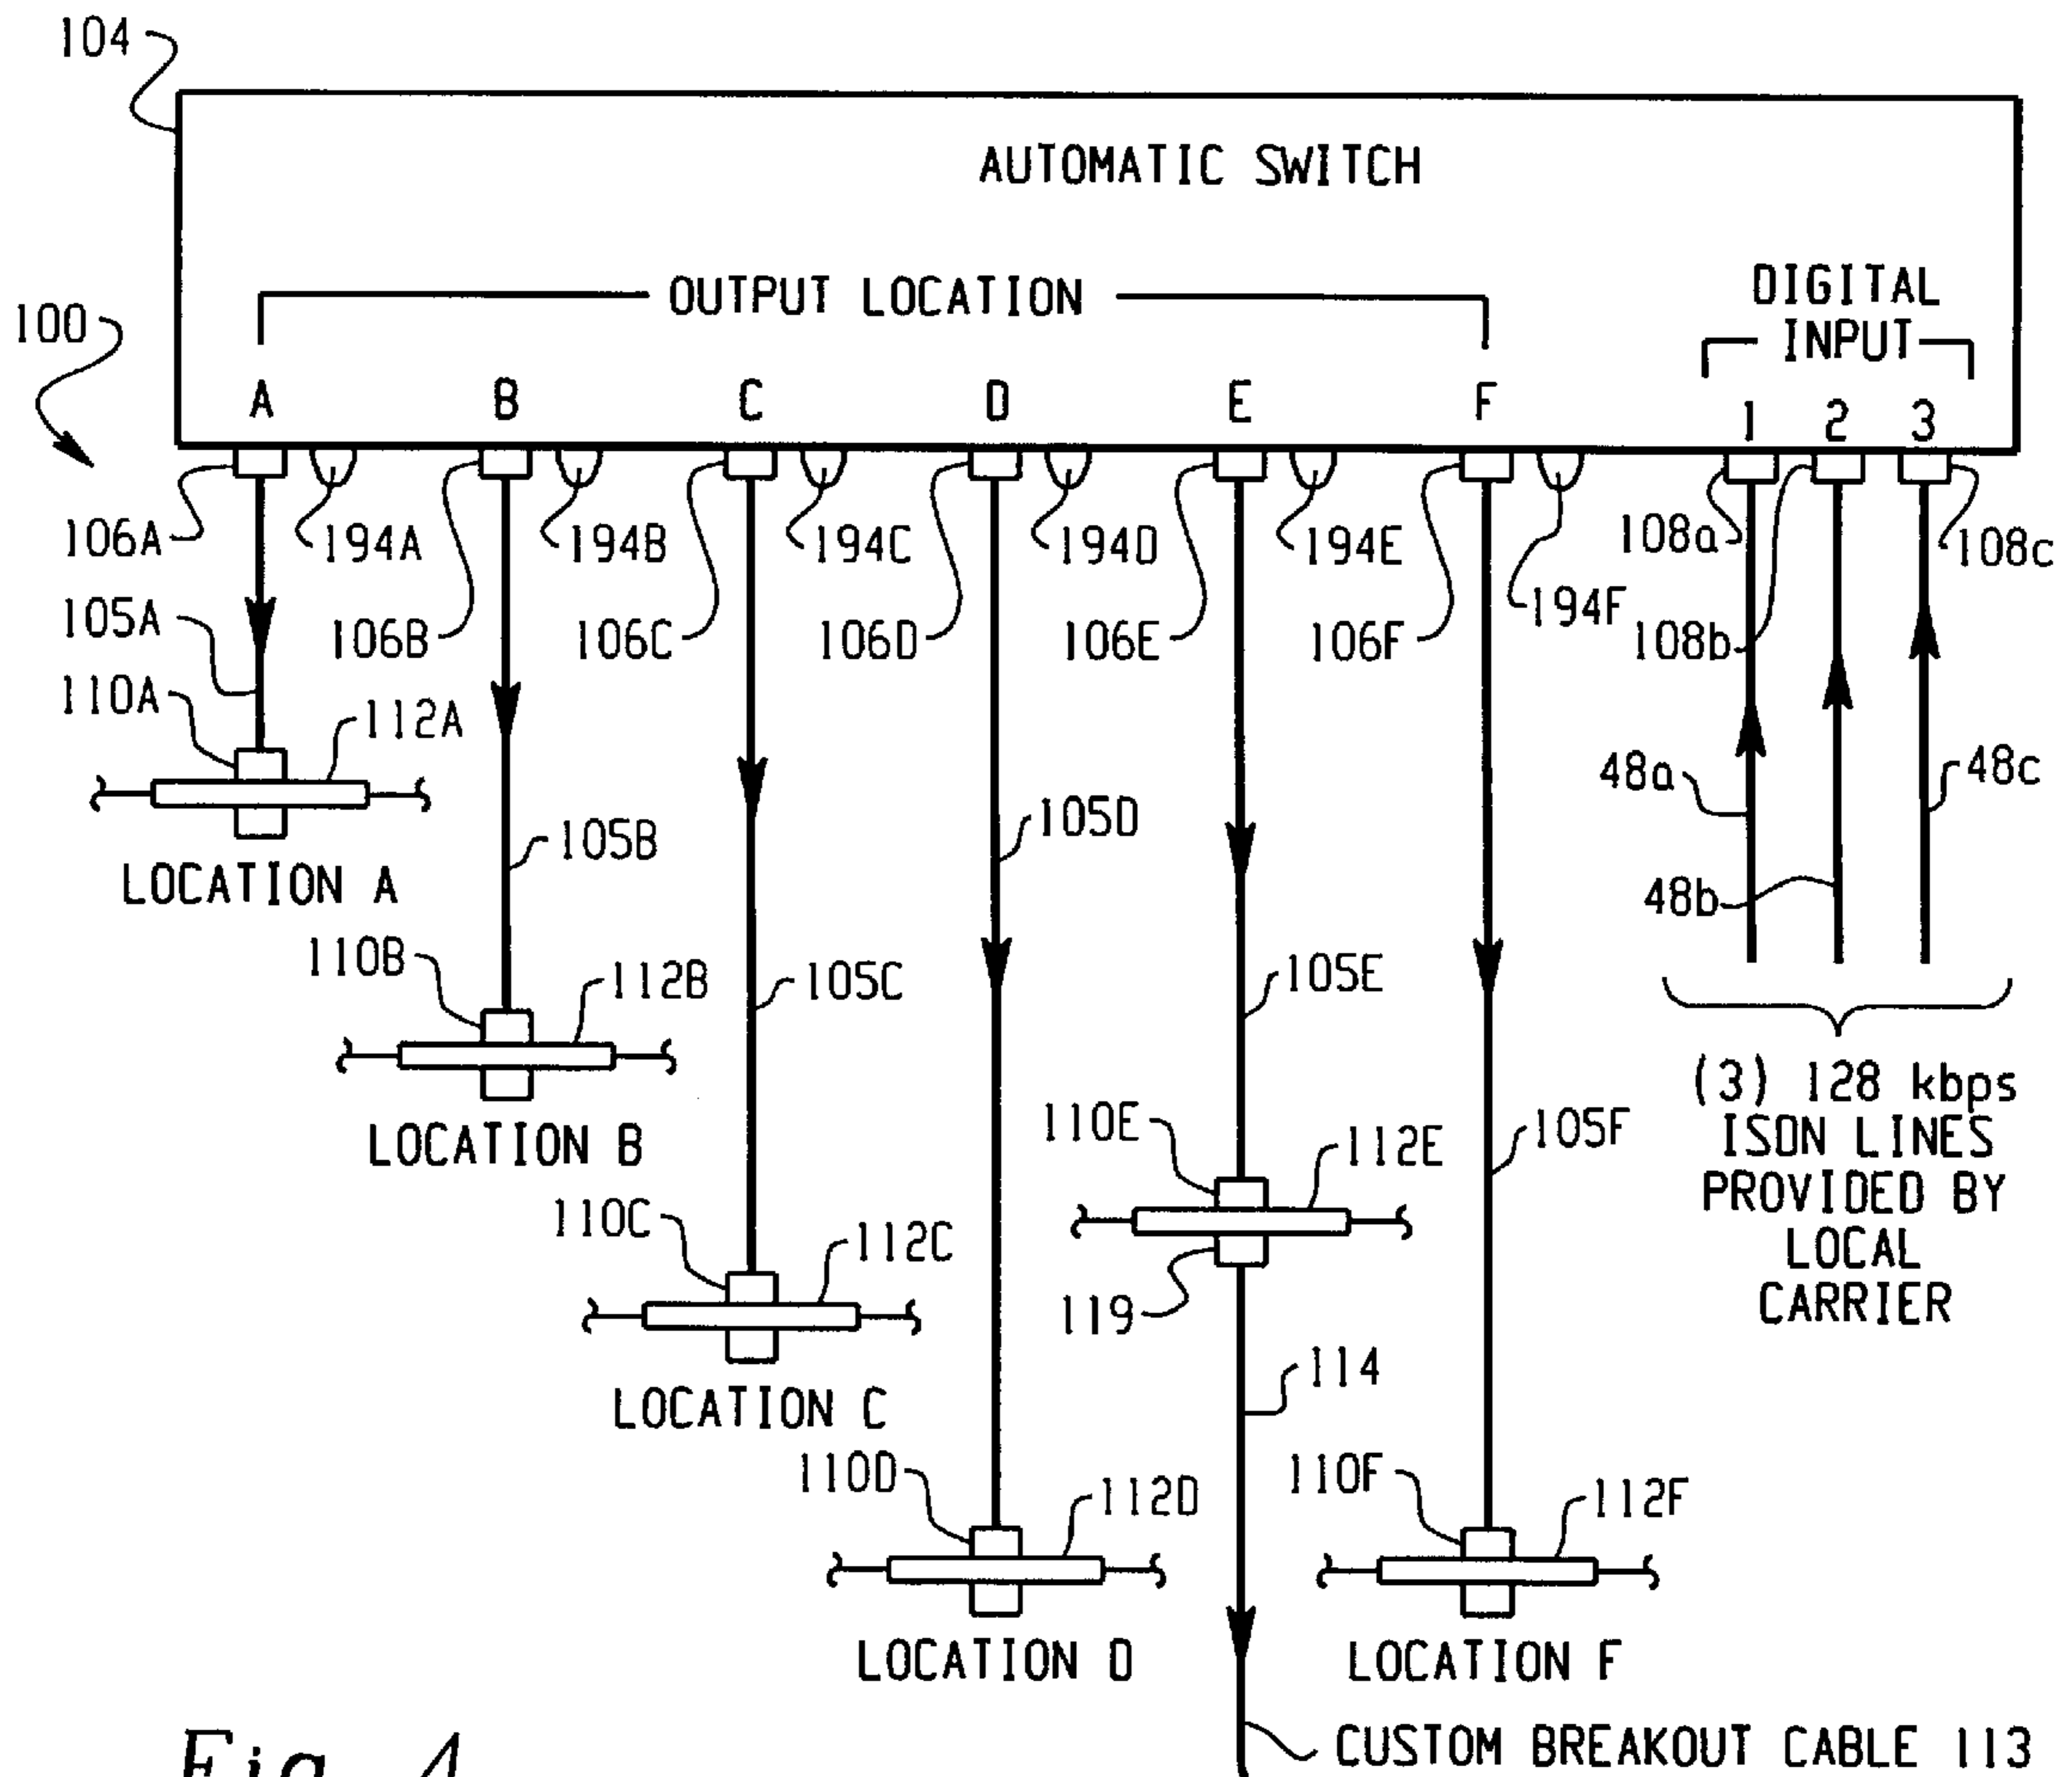 104
AUTOMATIC SWITCH
OUTPUT LOCATION
DIGITAL
INPUT
100
A B C D E F 1 2 3
106A 194A 194B 194C 194D 194E 108a 108c
105A 106B 106C 106D 106E 106F 194F 108b
110A 112A
48a 48c
105B 105D
LOCATION A
48b
110B 112B 105C 105E
(3) 128 kbps
ISDN LINES
PROVIDED BY
LOCAL
CARRIER
LOCATION B
110E 112E 105F
110C 112C
119
LOCATION C
114
110D 112D 110F 112F
LOCATION D LOCATION F
Fig. 4
CUSTOM BREAKOUT CABLE 113